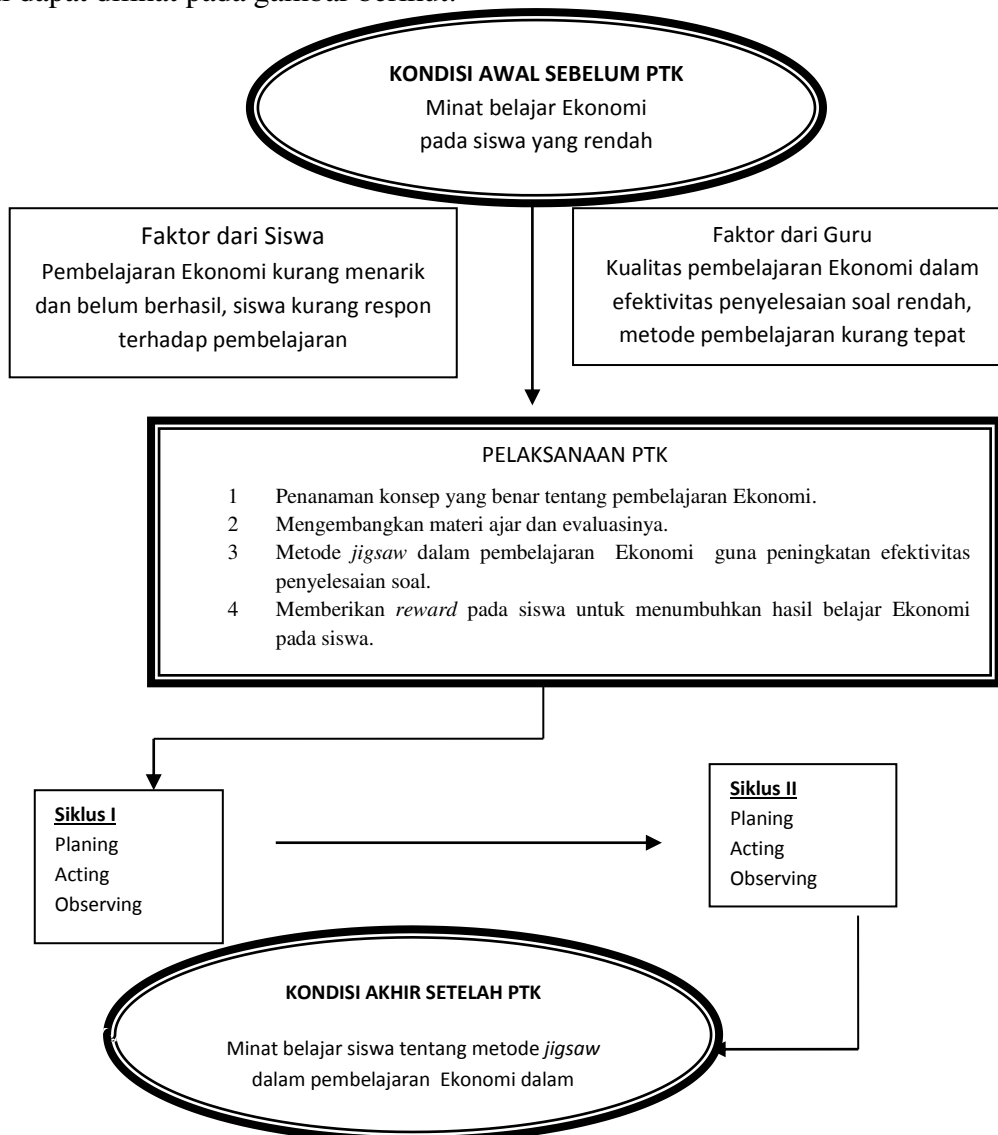 dapat dilihat pada gambar berikut:
KONDISI AWAL SEBELUM PTK
Minat belajar Ekonomi
pada siswa yang rendah
Faktor dari Siswa
Pembelajaran Ekonomi kurang menarik
dan belum berhasil, siswa kurang respon
terhadap pembelajaran
Faktor dari Guru
Kualitas pembelajaran Ekonomi dalam
efektivitas penyelesaian soal rendah,
metode pembelajaran kurang tepat
PELAKSANAAN PTK
1 Penanaman konsep yang benar tentang pembelajaran Ekonomi.
2 Mengembangkan materi ajar dan evaluasinya.
3 Metode jigsaw dalam pembelajaran Ekonomi guna peningkatan efektivitas
penyelesaian soal.
4 Memberikan reward pada siswa untuk menumbuhkan hasil belajar Ekonomi
pada siswa.
Siklus I
Planing
Acting
Observing
Siklus II
Planing
Acting
Observing
KONDISI AKHIR SETELAH PTK
Minat belajar siswa tentang metode jigsaw
dalam pembelajaran Ekonomi dalam